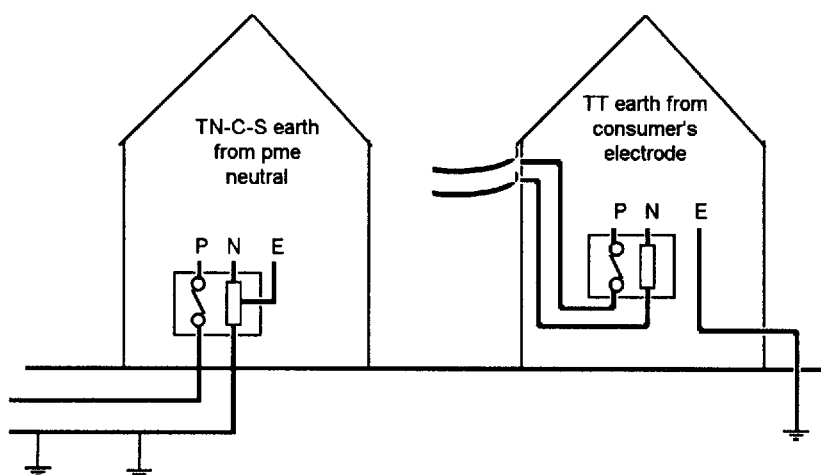 TN-C-S earth
from pme
neutral
P N E
TT earth from
consumer's
electrode
P N E